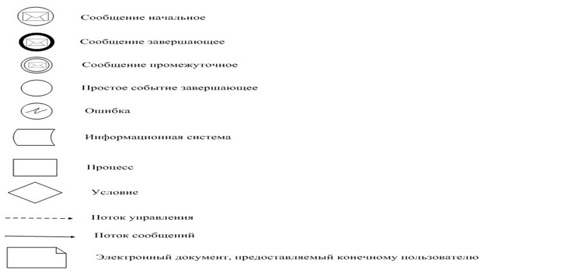 Сообщение начальное
Сообщение завершающее
Сообщение промежуточное
Простое событие завершающее
Ошибка
Информационная система
Процесс
Условие
Поток управления
Поток сообщений
Электронный документ, предоставляемый конечному пользователю